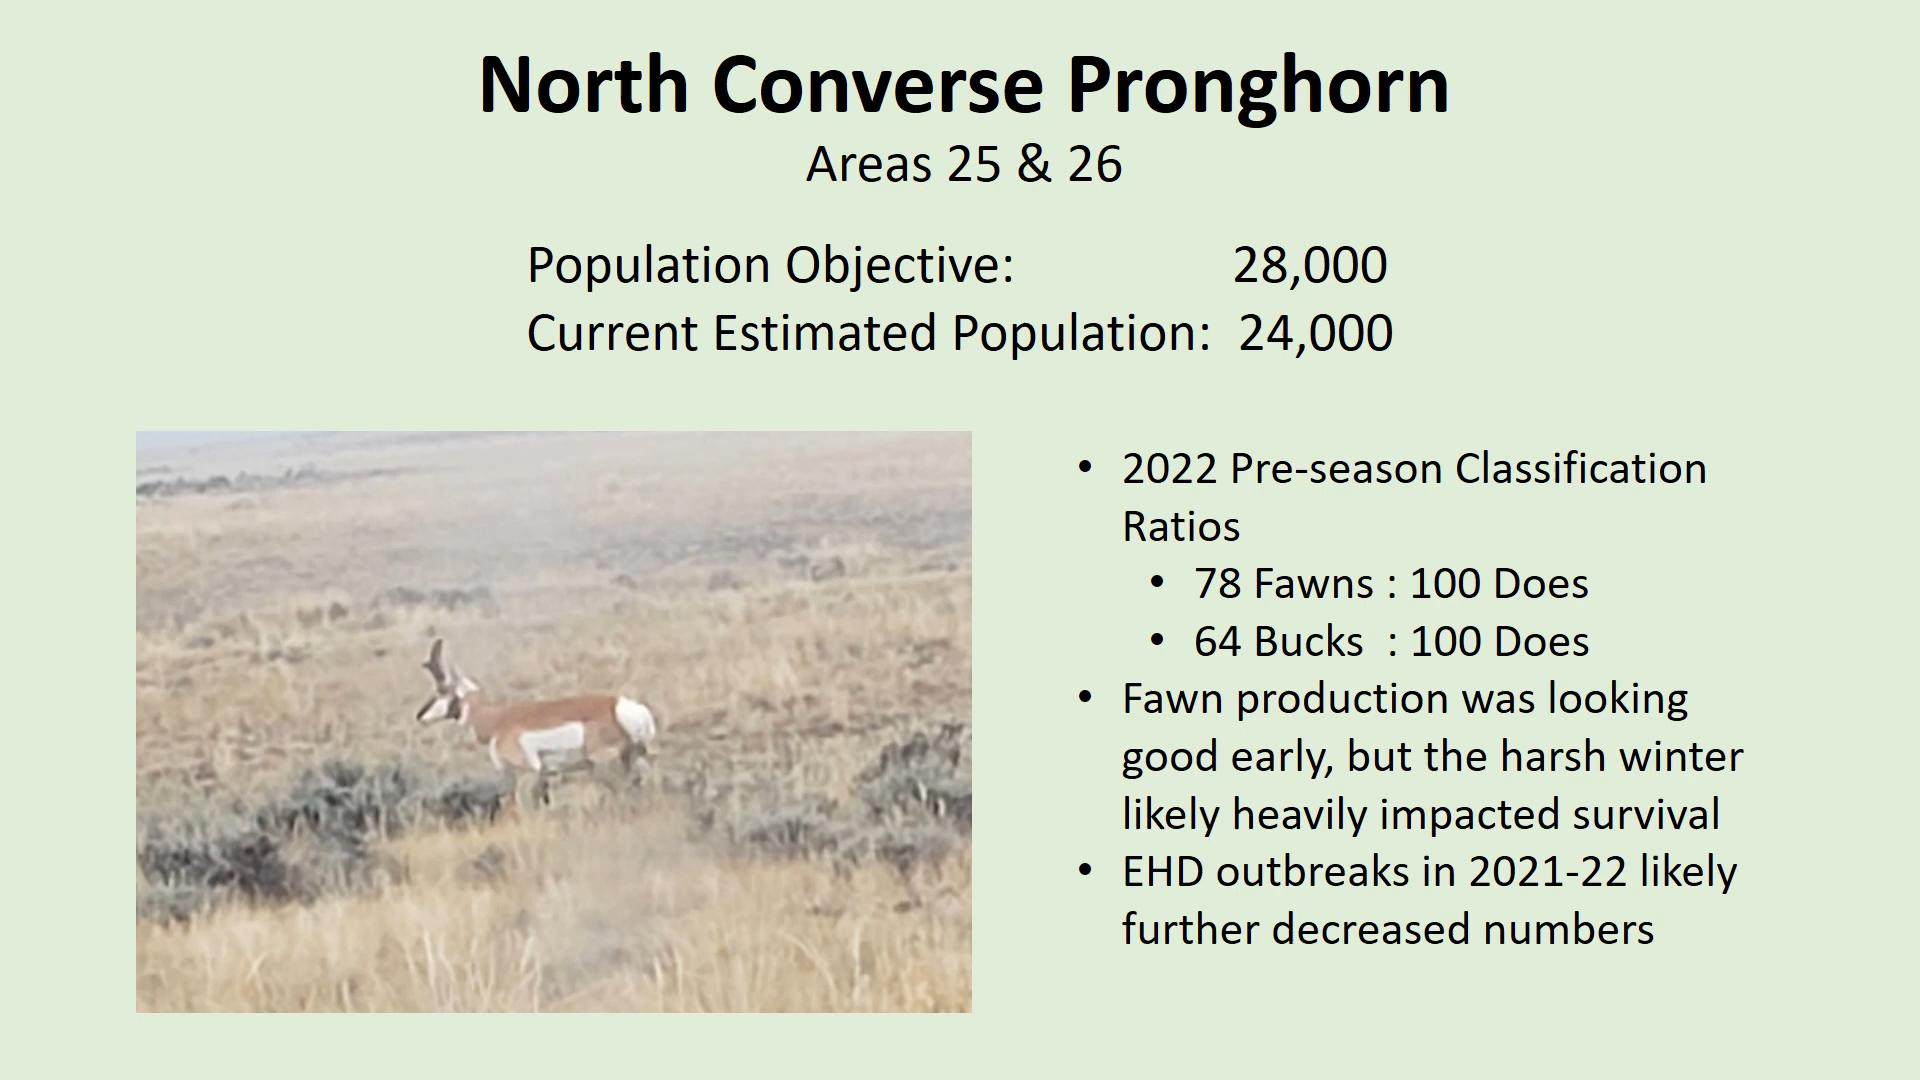 North Converse Pronghorn
Areas 25 & 26
Population Objective: 28,000
Current Estimated Population: 24,000
• 2022 Pre-season Classification
Ratios
• 78 Fawns : 100 Does
• 64 Bucks : 100 Does
• Fawn production was looking
good early, but the harsh winter
likely heavily impacted survival
• EHD outbreaks in 2021-22 likely
further decreased numbers